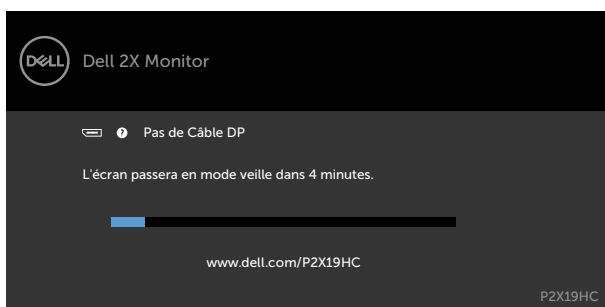 DELL
Dell 2X Monitor
Pas de Câble DP
L'écran passera en mode veille dans 4 minutes.
www.dell.com/P2X19HC
P2X19HC